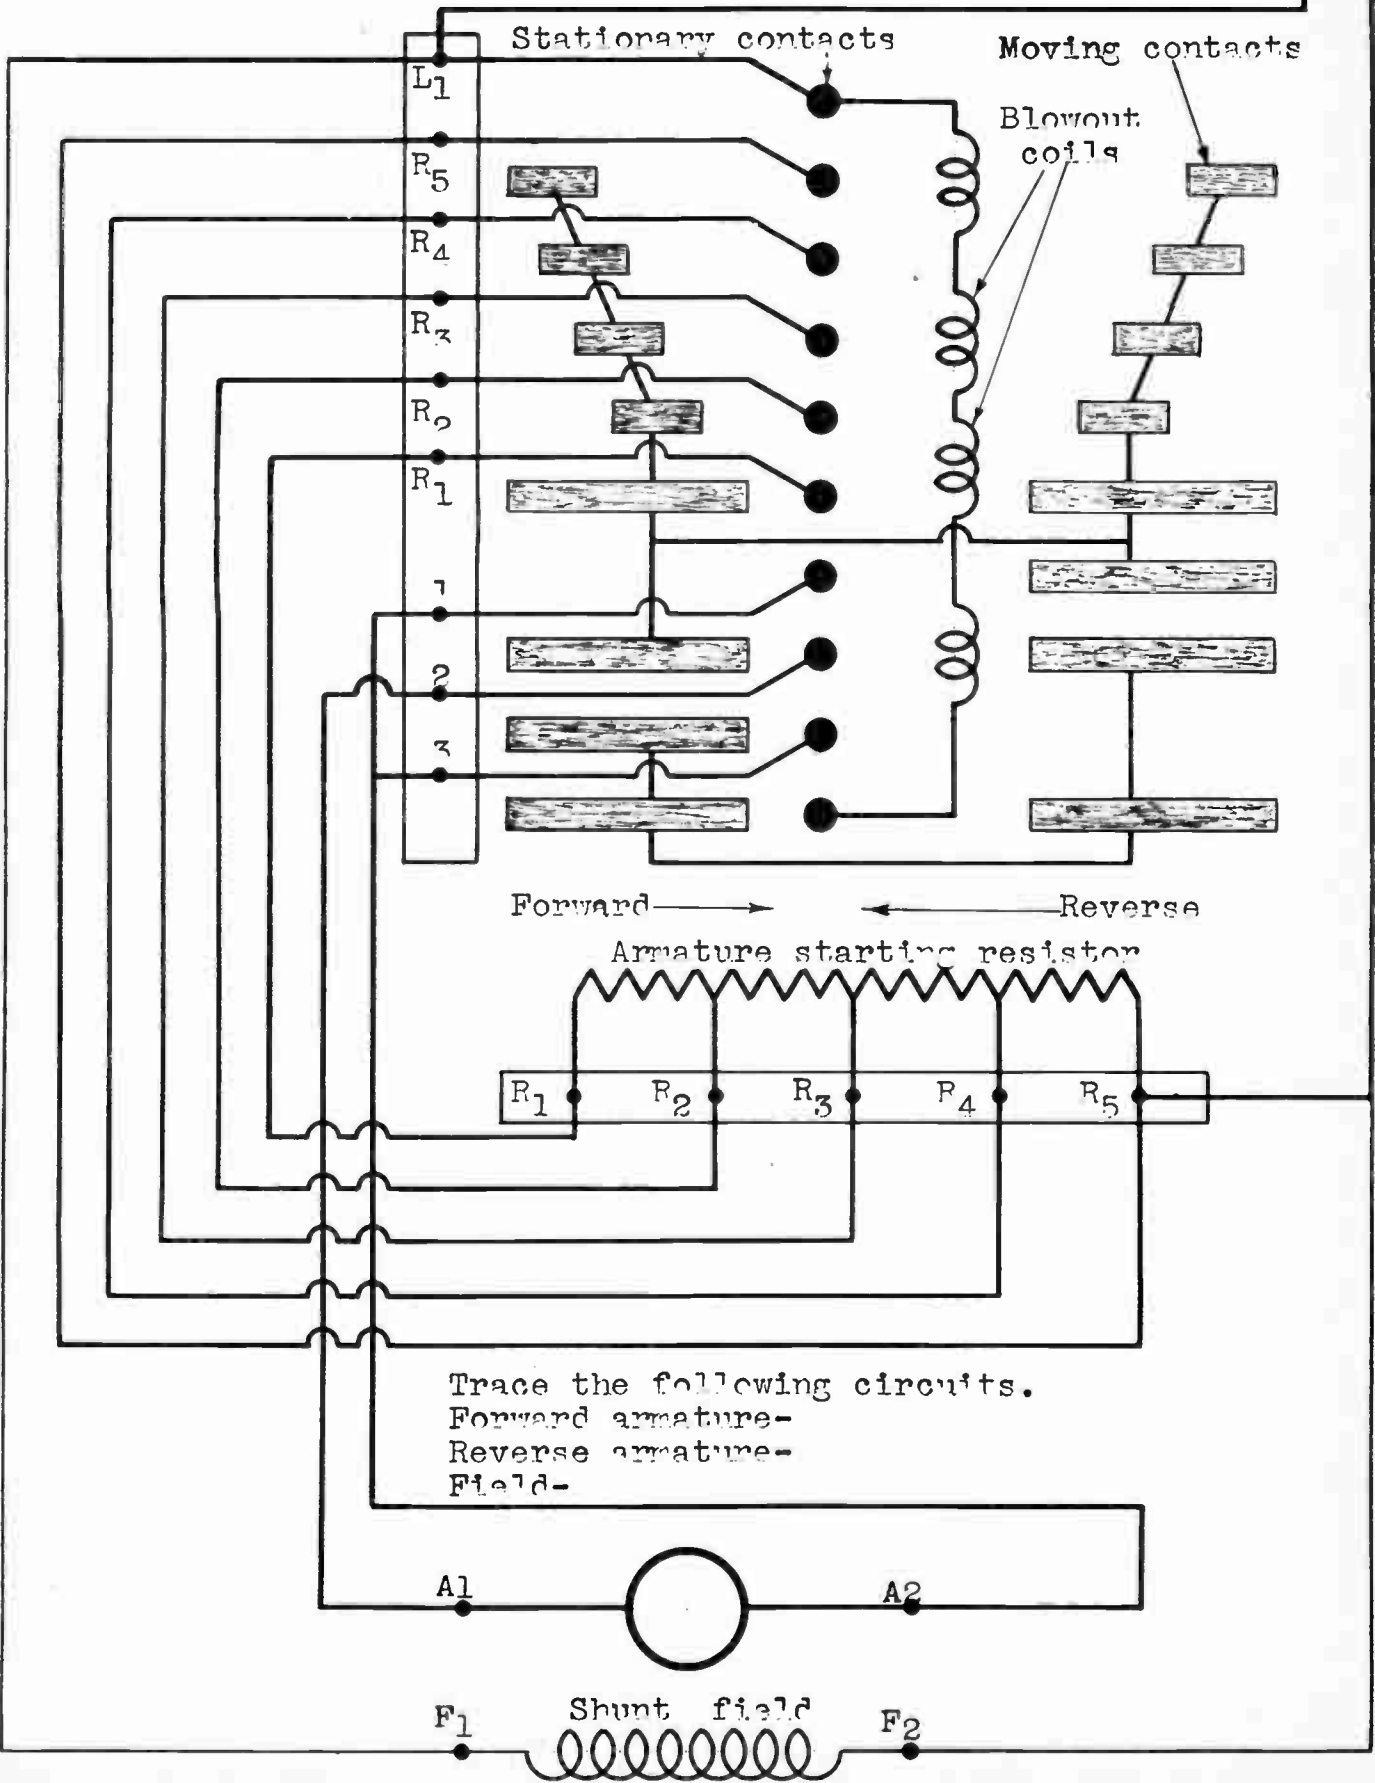 Stationary contacts
Moving contacts
L1
Blowout
coils
R5
R4
R3
R2
R1
1
2
3
Forward
Reverse
Armature starting resistor
R1 R2 R3 R4 R5
Trace the following circuits.
Forward armature-
Reverse armature-
Field-
A1 A2
Shunt field
F1 F2